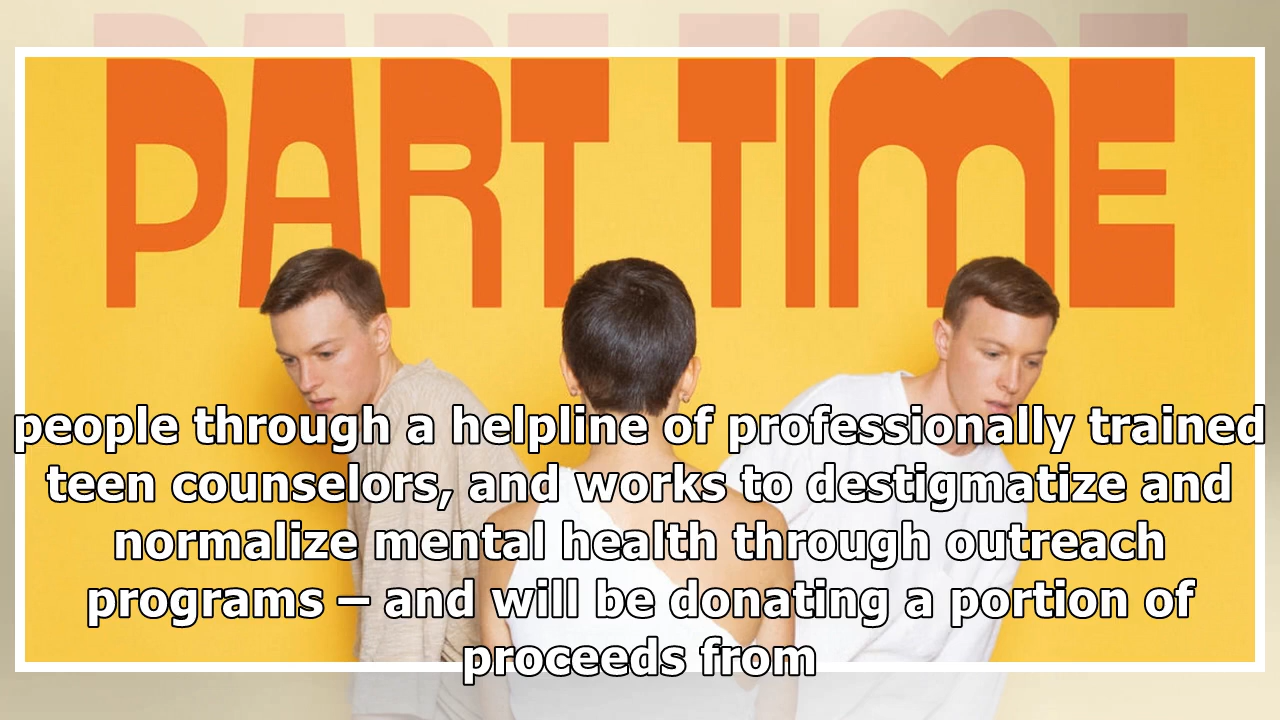 PART TIME
people through a helpline of professionally trained
teen counselors, and works to destigmatize and
normalize mental health through outreach
programs – and will be donating a portion of
proceeds from